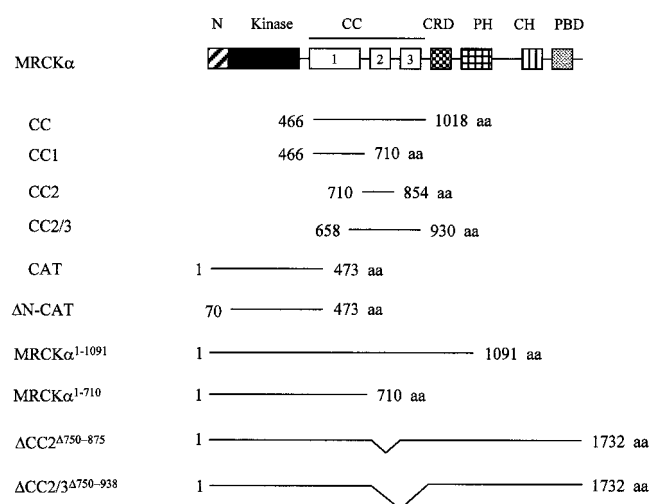 N Kinase CC CRD PH CH PBD
MRCKα 1 2 3
CC 466 1018 aa
CC1 466 710 aa
CC2 710 854 aa
CC2/3 658 930 aa
CAT 1 473 aa
ΔN-CAT 70 473 aa
MRCKα1-1091 1 1091 aa
MRCKα1-710 1 710 aa
ΔCC2Δ750–875 1 1732 aa
ΔCC2/3Δ750–938 1 1732 aa